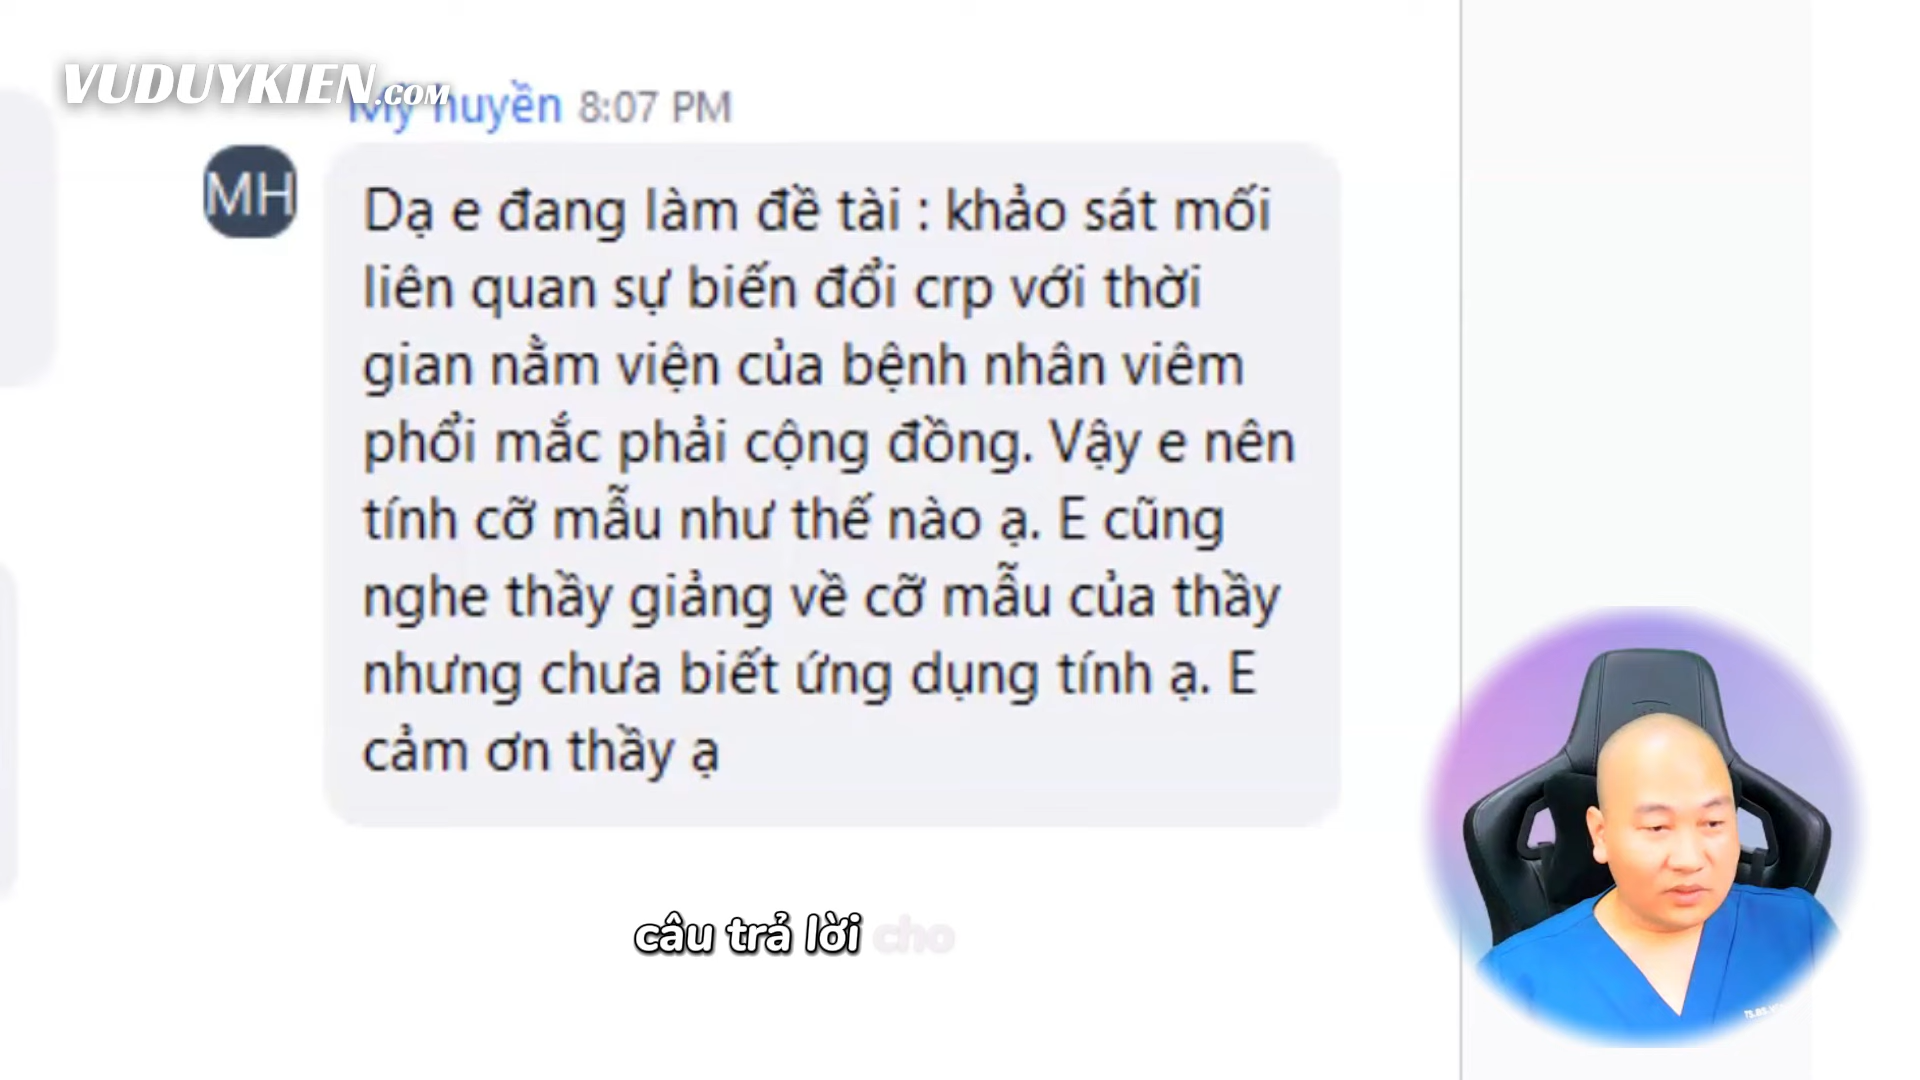 VUDUYKIEN.COM
Mỹ huyền 8:07 PM
MH
Dạ e đang làm đề tài : khảo sát mối
liên quan sự biến đổi crp với thời
gian nằm viện của bệnh nhân viêm
phổi mắc phải cộng đồng. Vậy e nên
tính cỡ mẫu như thế nào ạ. E cũng
nghe thầy giảng về cỡ mẫu của thầy
nhưng chưa biết ứng dụng tính ạ. E
cảm ơn thầy ạ
câu trả lời cho